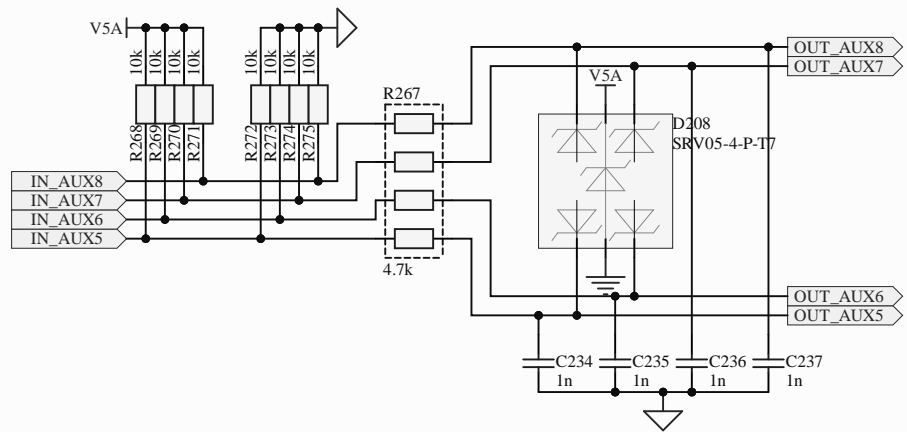 V5A
10k
10k
10k
10k
10k
10k
10k
10k
R268
R269
R270
R271
R272
R273
R274
R275
R267
4.7k
IN_AUX8
IN_AUX7
IN_AUX6
IN_AUX5
OUT_AUX8
OUT_AUX7
V5A
D208
SRV05-4-P-T7
OUT_AUX6
OUT_AUX5
C234
1n
C235
1n
C236
1n
C237
1n